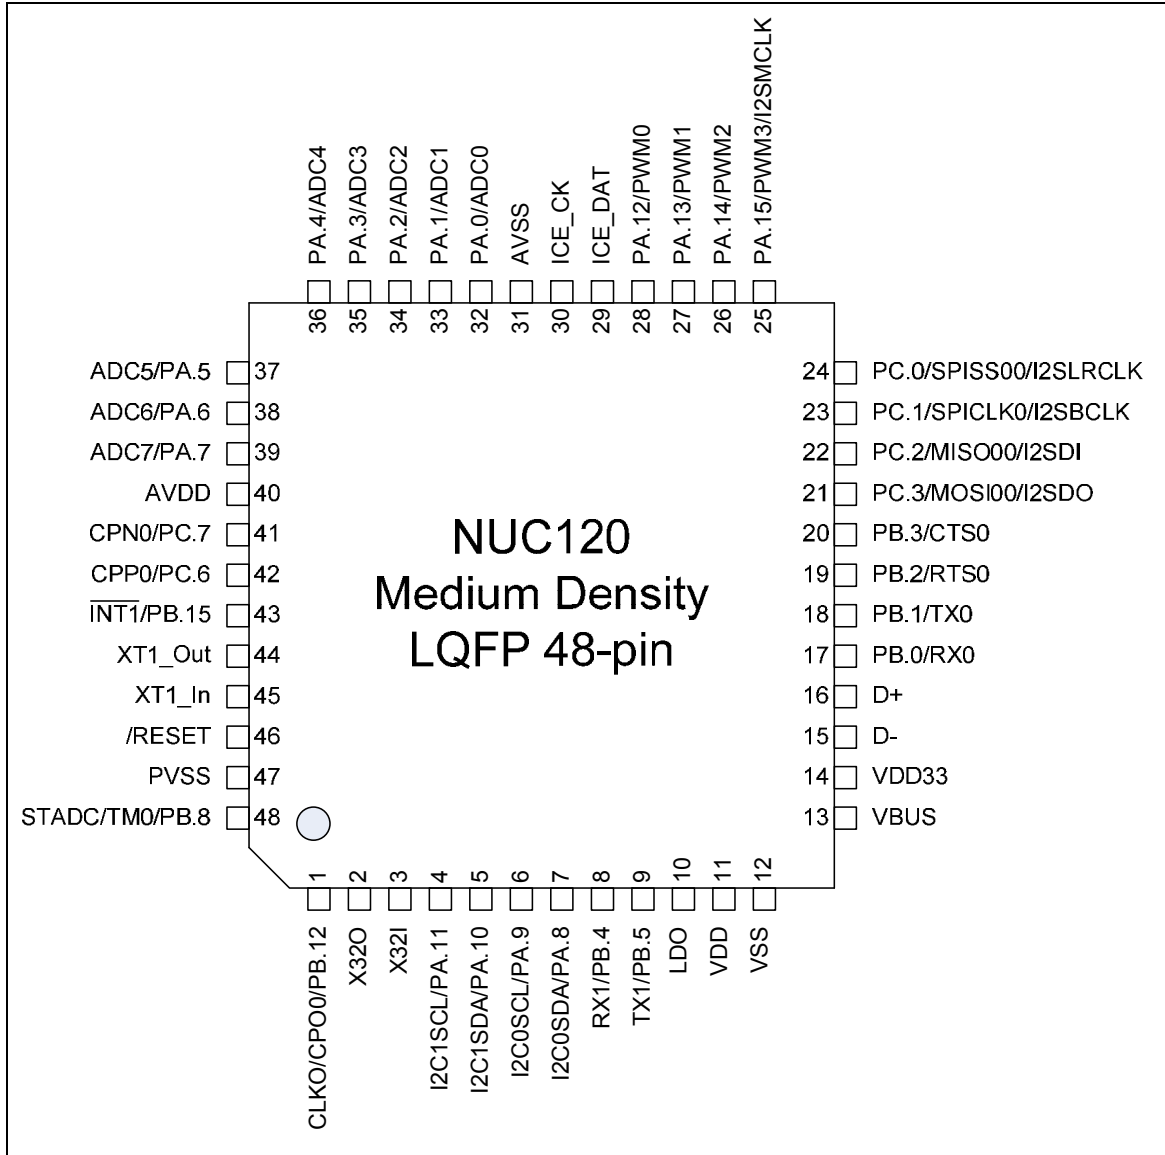 PA.4/ADC4
PA.3/ADC3
PA.2/ADC2
PA.1/ADC1
PA.0/ADC0
AVSS
ICE_CK
ICE_DAT
PA.12/PWM0
PA.13/PWM1
PA.14/PWM2
PA.15/PWM3/I2SMCLK
36
35
34
33
32
31
30
29
28
27
26
25
ADC5/PA.5 37
ADC6/PA.6 38
ADC7/PA.7 39
AVDD 40
CPN0/PC.7 41
CPP0/PC.6 42
INT1/PB.15 43
XT1_Out 44
XT1_In 45
/RESET 46
PVSS 47
STADC/TM0/PB.8 48
NUC120
Medium Density
LQFP 48-pin
24 PC.0/SPISS00/I2SLRCLK
23 PC.1/SPICLK0/I2SBCLK
22 PC.2/MISO00/I2SDI
21 PC.3/MOSI00/I2SDO
20 PB.3/CTS0
19 PB.2/RTS0
18 PB.1/TX0
17 PB.0/RX0
16 D+
15 D-
14 VDD33
13 VBUS
1
2
3
4
5
6
7
8
9
10
11
12
CLKO/CPO0/PB.12
X32O
X32I
I2C1SCL/PA.11
I2C1SDA/PA.10
I2C0SCL/PA.9
I2C0SDA/PA.8
RX1/PB.4
TX1/PB.5
LDO
VDD
VSS